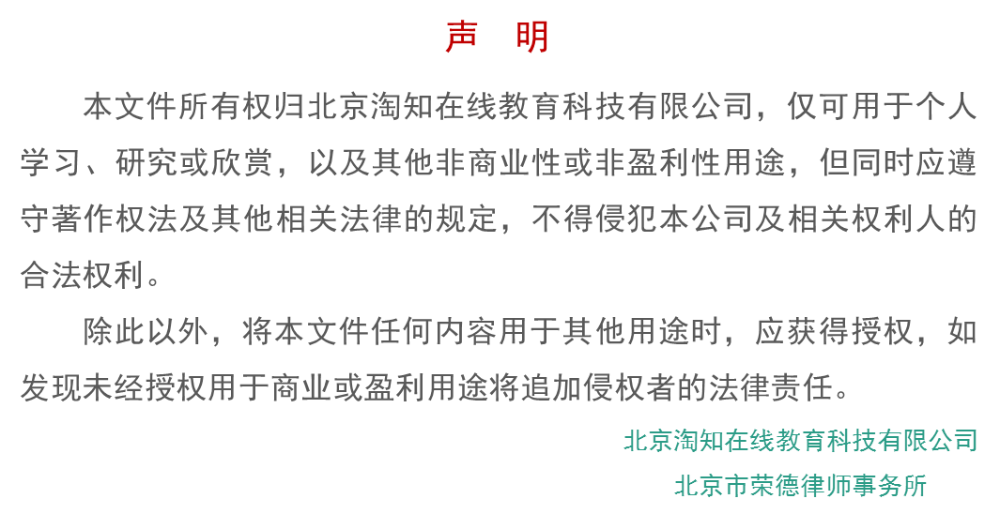 声 明
本文件所有权归北京淘知在线教育科技有限公司，仅可用于个人
学习、研究或欣赏，以及其他非商业性或非盈利性用途，但同时应遵
守著作权法及其他相关法律的规定，不得侵犯本公司及相关权利人的
合法权利。
除此以外，将本文件任何内容用于其他用途时，应获得授权，如
发现未经授权用于商业或盈利用途将追加侵权者的法律责任。
北京淘知在线教育科技有限公司
北京市荣德律师事务所